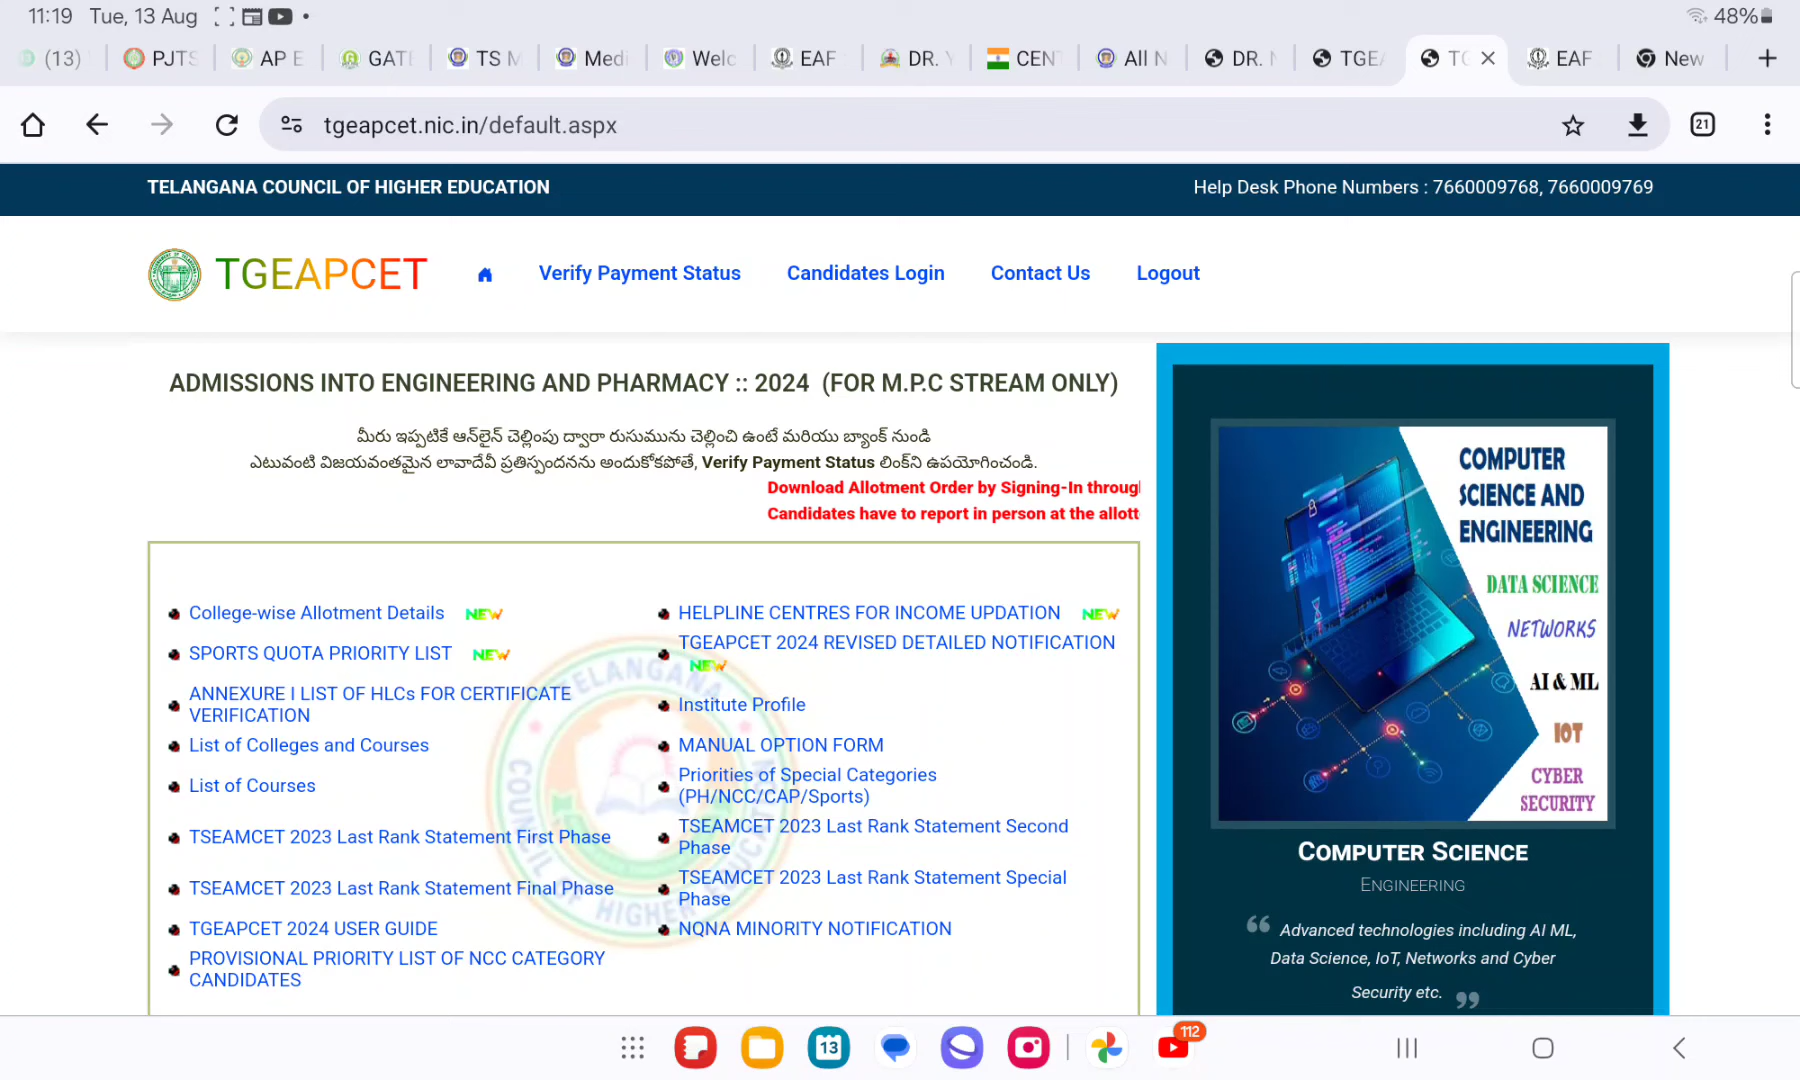 11:19 Tue, 13 Aug
48%
(13)
PJTS
AP E
GATE
TS M
Medi
Welc
EAF
DR. Y
CENT
All N
DR. N
TGEA
TG
EAF
New
tgeapcet.nic.in/default.aspx
21
TELANGANA COUNCIL OF HIGHER EDUCATION
Help Desk Phone Numbers : 7660009768, 7660009769
TGEAPCET
Verify Payment Status
Candidates Login
Contact Us
Logout
ADMISSIONS INTO ENGINEERING AND PHARMACY :: 2024 (FOR M.P.C STREAM ONLY)
మీరు ఇప్పటికే ఆన్‌లైన్ చెల్లింపు ద్వారా రుసుమును చెల్లించి ఉంటే మరియు బ్యాంక్ నుండి
ఎటువంటి విజయవంతమైన లావాదేవీ ప్రతిస్పందనను అందుకోకపోతే, Verify Payment Status లింక్‌ని ఉపయోగించండి.
Download Allotment Order by Signing-In through
Candidates have to report in person at the allott
College-wise Allotment Details NEW
HELPLINE CENTRES FOR INCOME UPDATION NEW
SPORTS QUOTA PRIORITY LIST NEW
TGEAPCET 2024 REVISED DETAILED NOTIFICATION
NEW
ANNEXURE I LIST OF HLCs FOR CERTIFICATE
VERIFICATION
Institute Profile
List of Colleges and Courses
MANUAL OPTION FORM
List of Courses
Priorities of Special Categories
(PH/NCC/CAP/Sports)
TSEAMCET 2023 Last Rank Statement First Phase
TSEAMCET 2023 Last Rank Statement Second
Phase
TSEAMCET 2023 Last Rank Statement Final Phase
TSEAMCET 2023 Last Rank Statement Special
Phase
TGEAPCET 2024 USER GUIDE
NQNA MINORITY NOTIFICATION
PROVISIONAL PRIORITY LIST OF NCC CATEGORY
CANDIDATES
TELANGANA
COUNCIL OF HIGHER EDUCATION
COMPUTER
SCIENCE AND
ENGINEERING
DATA SCIENCE
NETWORKS
AI & ML
IOT
CYBER
SECURITY
COMPUTER SCIENCE
ENGINEERING
“ Advanced technologies including AI ML,
Data Science, IoT, Networks and Cyber
Security etc. ”
13
112